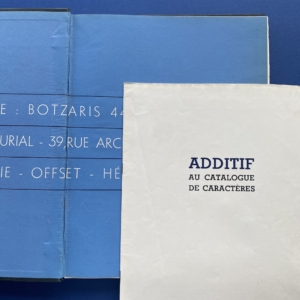 E : BOTZARIS 44
URIAL - 39, RUE ARC
IE - OFFSET - HÉ
ADDITIF
AU CATALOGUE
DE CARACTÈRES